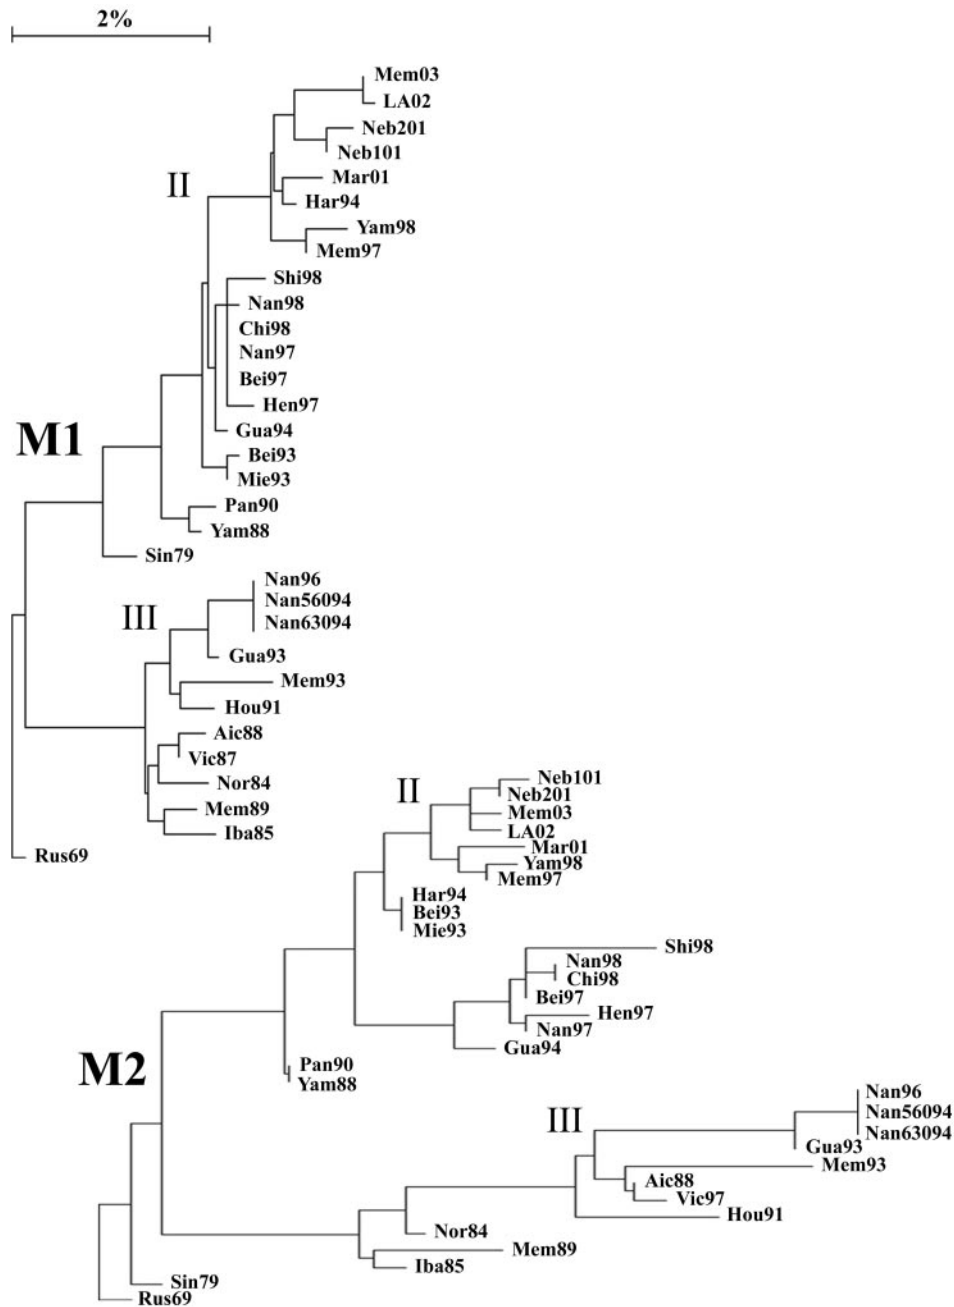 2%
Mem03
LA02
Neb201
Neb101
Mar01
II
Har94
Yam98
Mem97
Shi98
Nan98
Chi98
Nan97
Bei97
Hen97
Gua94
M1
Bei93
Mie93
Pan90
Yam88
Sin79
Nan96
Nan56094
III
Nan63094
Gua93
Mem93
Hou91
Aic88
Vic87
Nor84
Mem89
Iba85
Rus69
Neb101
II
Neb201
Mem03
LA02
Mar01
Yam98
Mem97
Har94
Bei93
Mie93
Shi98
Nan98
Chi98
Bei97
Hen97
Nan97
Gua94
M2
Pan90
Yam88
Nan96
Nan56094
III
Nan63094
Gua93
Mem93
Aic88
Vic97
Hou91
Nor84
Mem89
Iba85
Sin79
Rus69